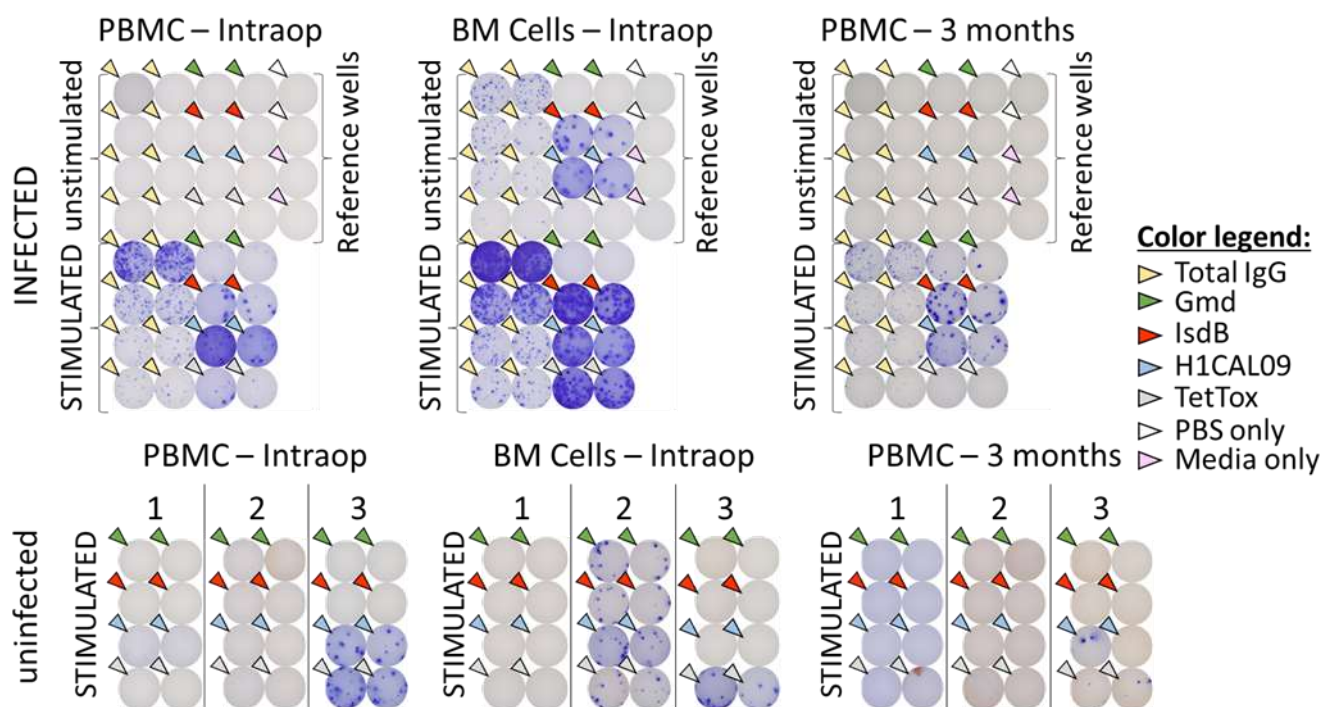 PBMC – Intraop
BM Cells – Intraop
PBMC – 3 months
INFECTED
unstimulated
STIMULATED
Reference wells
unstimulated
STIMULATED
Reference wells
unstimulated
STIMULATED
Reference wells
Color legend:
Total IgG
Gmd
IsdB
H1CAL09
TetTox
PBS only
Media only
PBMC – Intraop
BM Cells – Intraop
PBMC – 3 months
uninfected
STIMULATED
1 2 3
STIMULATED
1 2 3
STIMULATED
1 2 3